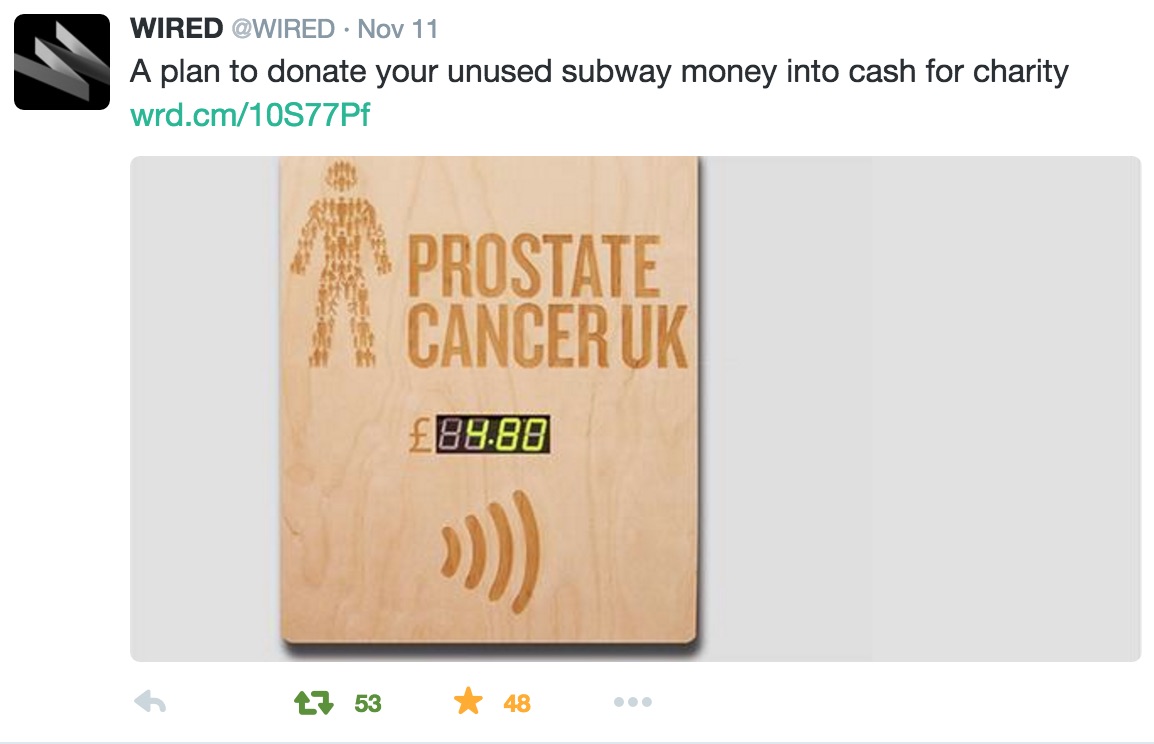 WIRED @WIRED · Nov 11
A plan to donate your unused subway money into cash for charity
wrd.cm/10S77Pf
PROSTATE
CANCER UK
£4.80
53 48